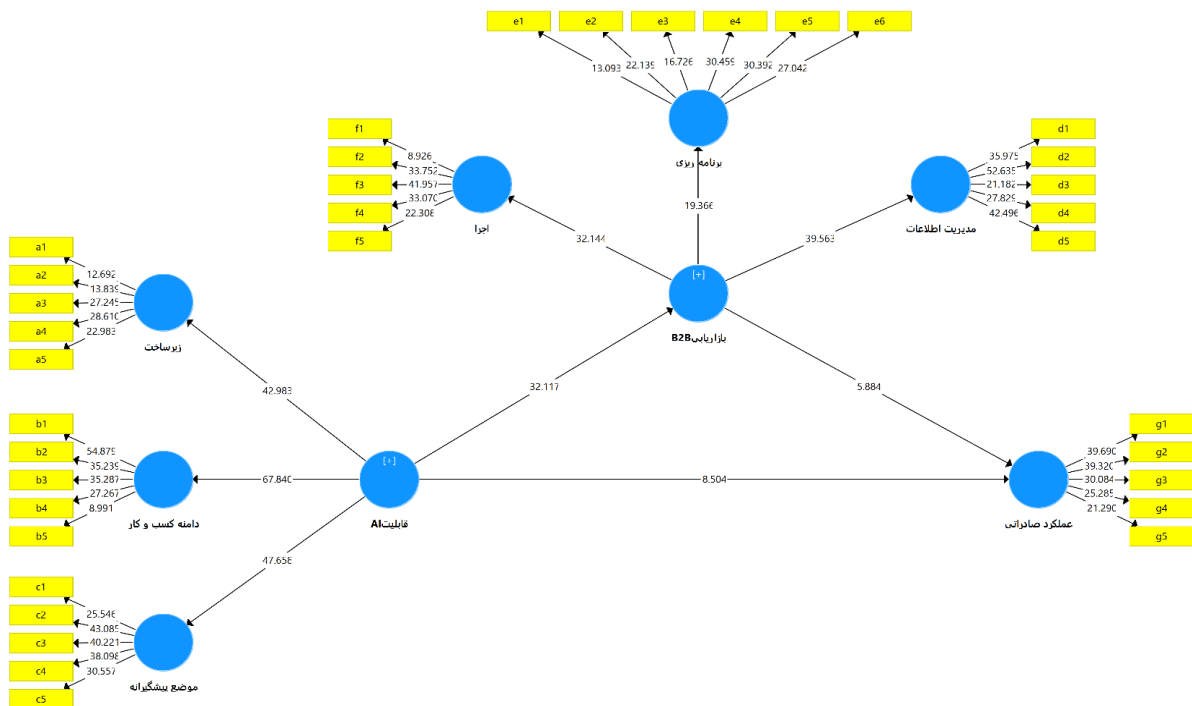 e1
e2
e3
e4
e5
e6
13.093
22.139
16.726
30.459
30.392
27.042
برنامه ریزی
f1
f2
f3
f4
f5
8.926
33.752
41.957
33.070
22.308
اجرا
d1
d2
d3
d4
d5
35.975
52.635
21.182
27.829
42.496
مدیریت اطلاعات
19.366
32.144
39.563
[+]
بازاریابیB2B
a1
a2
a3
a4
a5
12.692
13.839
27.245
28.610
22.983
زیرساخت
42.983
32.117
5.884
b1
b2
b3
b4
b5
54.879
35.239
35.287
27.267
8.991
دامنه کسب و کار
67.840
[+]
قابلیتAI
8.504
g1
g2
g3
g4
g5
39.690
39.320
30.084
25.285
21.290
عملکرد صادراتی
47.658
c1
c2
c3
c4
c5
25.546
43.085
40.221
38.098
30.557
موضع پیشگیرانه